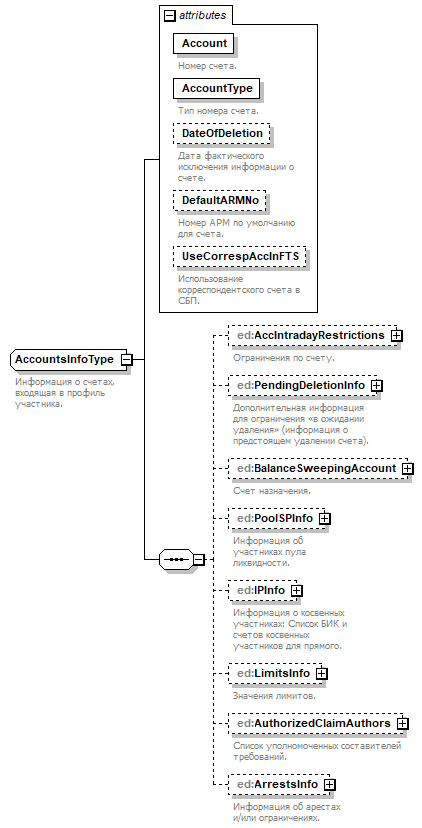 attributes
Account
Номер счета.
AccountType
Тип номера счета.
DateOfDeletion
Дата фактического
исключения информации о
счете.
DefaultARMNo
Номер АРМ по умолчанию
для счета.
UseCorrespAccInFTS
Использование
корреспондентского счета в
СБП.
AccountsInfoType
Информация о счетах,
входящая в профиль
участника.
ed:AccIntradayRestrictions
Ограничения по счету.
ed:PendingDeletionInfo
Дополнительная информация
для ограничения «в ожидании
удаления» (информация о
предстоящем удалении счета).
ed:BalanceSweepingAccount
Счет назначения.
ed:PoolSPInfo
Информация об
участниках пула
ликвидности.
ed:IPInfo
Информация о косвенных
участниках: Список БИК и
счетов косвенных
участников для прямого.
ed:LimitsInfo
Значения лимитов.
ed:AuthorizedClaimAuthors
Список уполномоченных составителей
требований.
ed:ArrestsInfo
Информация об арестах
и/или ограничениях.